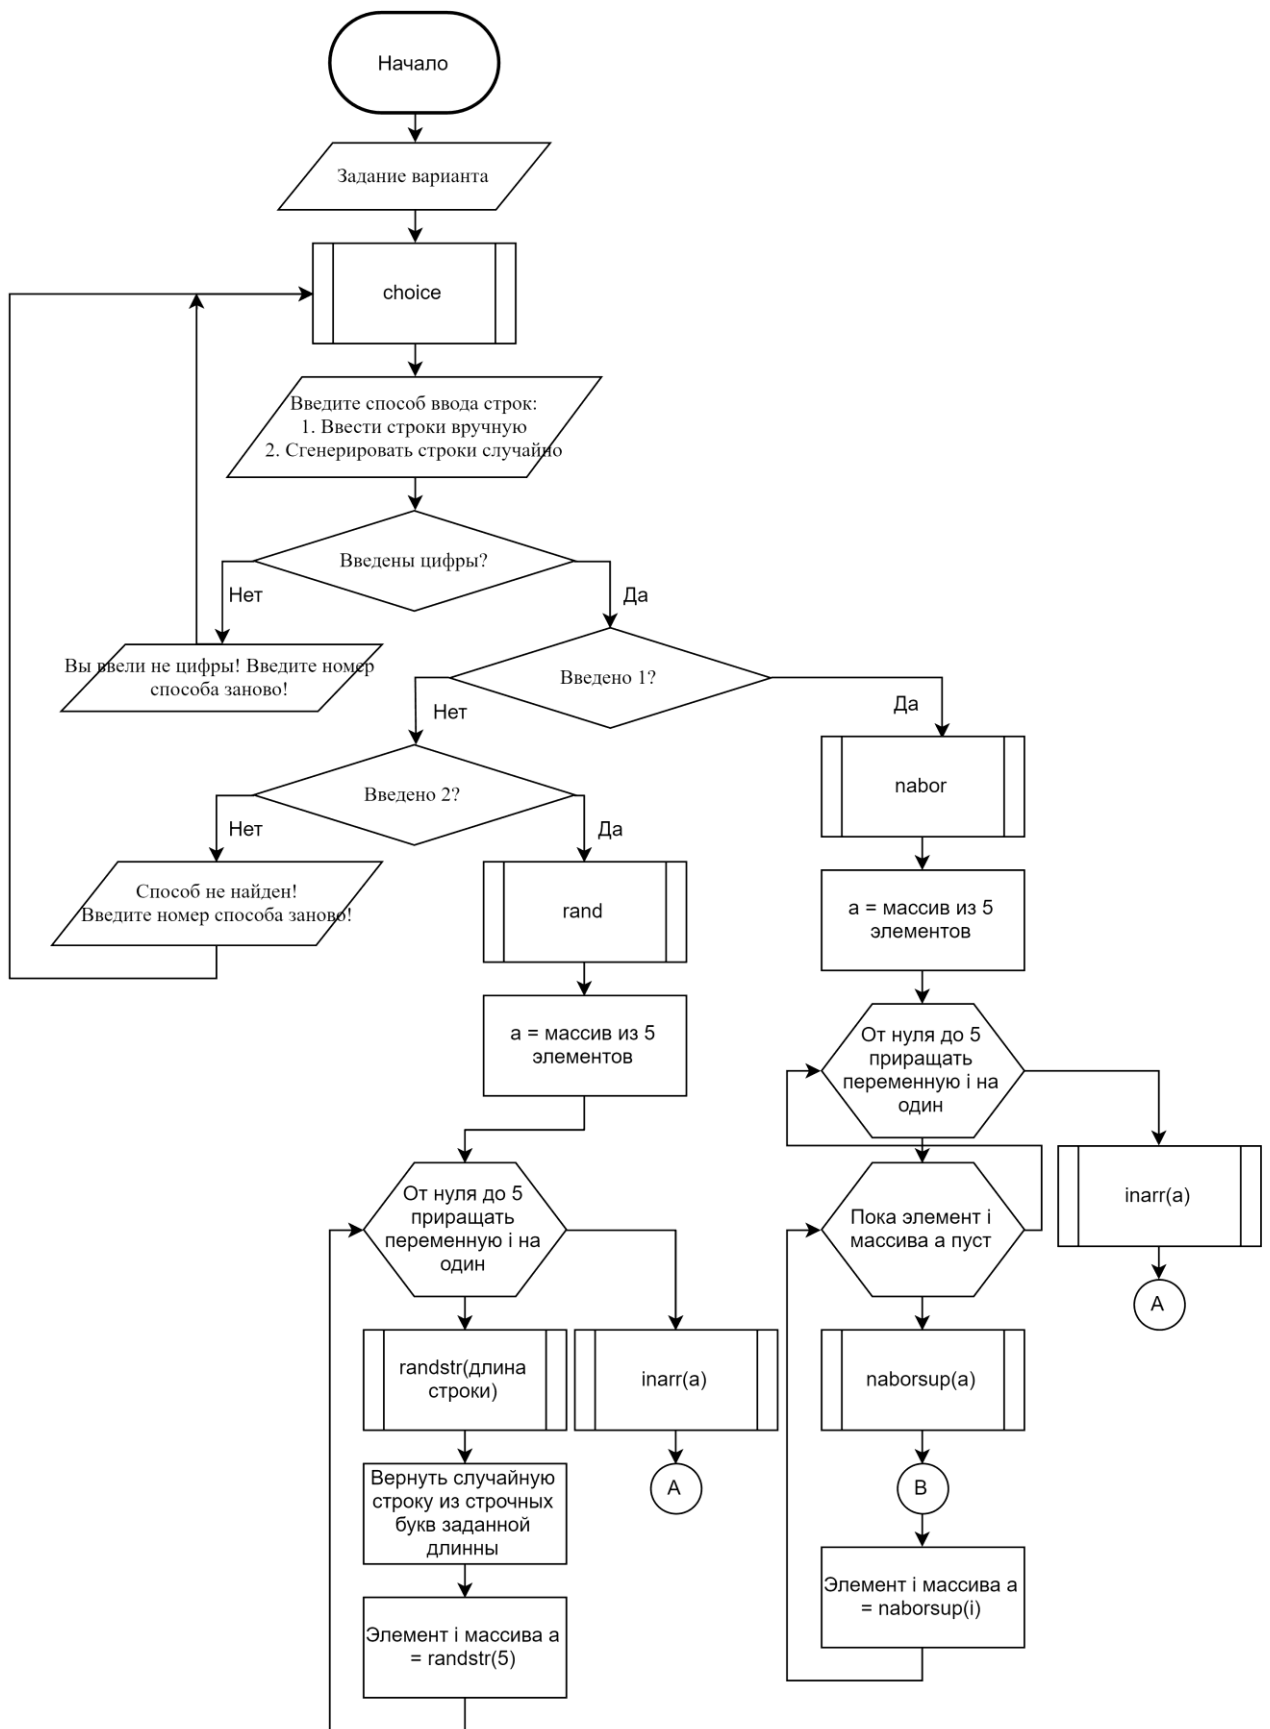 Начало
Задание варианта
choice
Введите способ ввода строк:
1. Ввести строки вручную
2. Сгенерировать строки случайно
Введены цифры?
Нет
Да
Вы ввели не цифры! Введите номер
способа заново!
Введено 1?
Нет
Да
Введено 2?
nabor
Нет
Да
Способ не найден!
Введите номер способа заново!
rand
а = массив из 5
элементов
а = массив из 5
элементов
От нуля до 5
приращать
переменную i на
один
От нуля до 5
приращать
переменную i на
один
Пока элемент i
массива а пуст
inarr(a)
A
randstr(длина
строки)
inarr(a)
naborsup(a)
Вернуть случайную
строку из строчных
букв заданной
длинны
A
B
Элемент i массива а
= randstr(5)
Элемент i массива а
= naborsup(i)